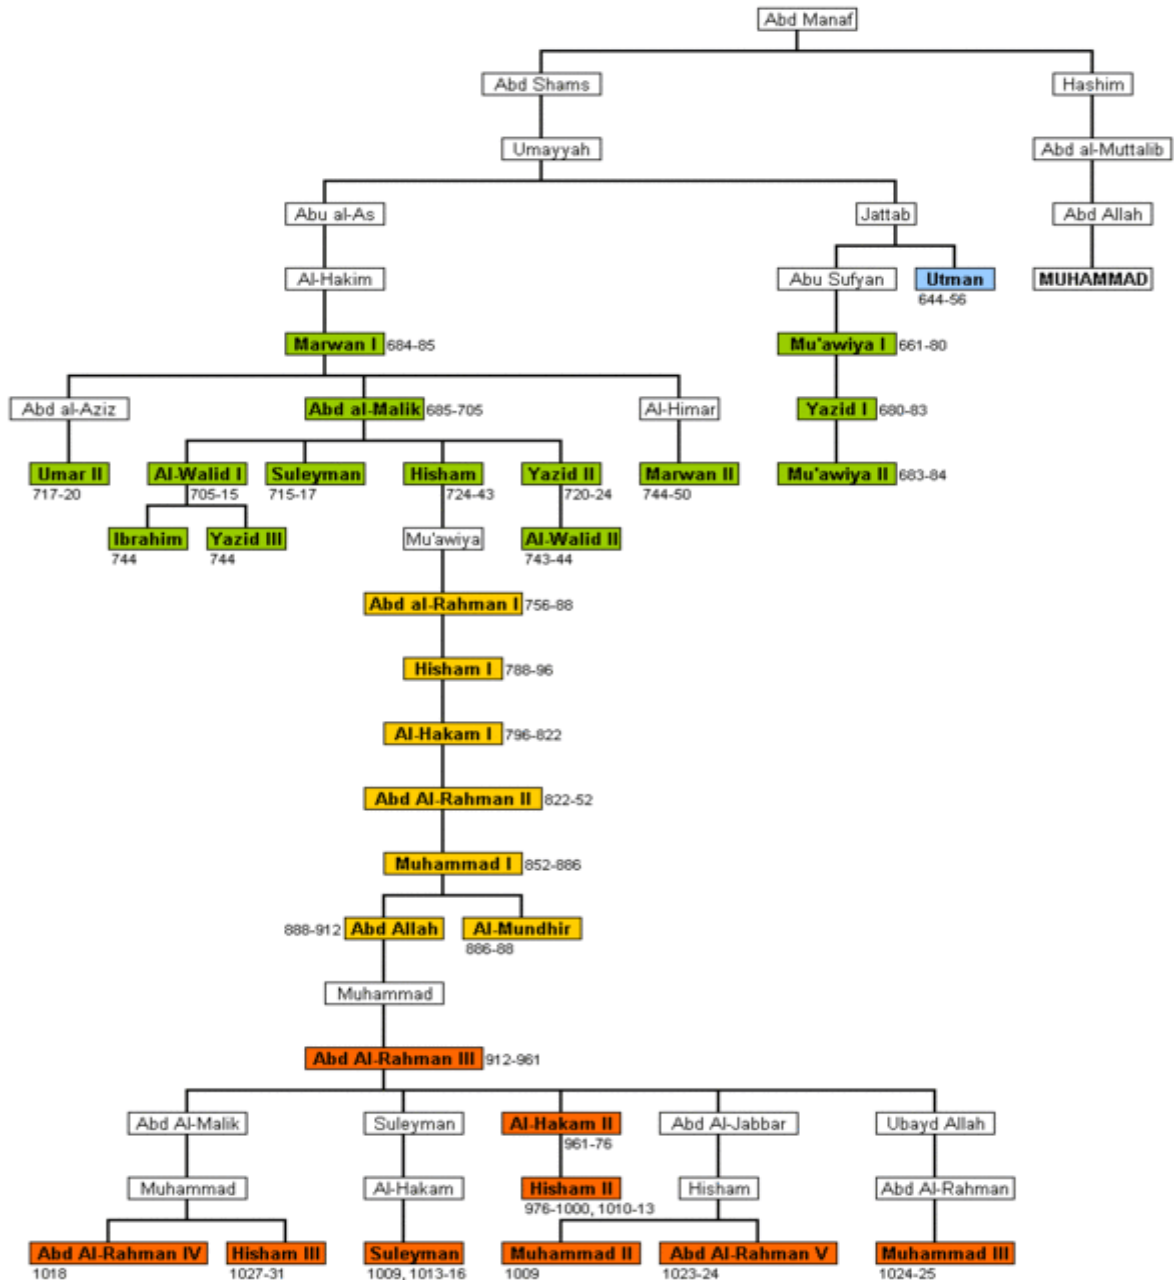 Abd Manaf
Abd Shams
Hashim
Umayyah
Abd al-Muttalib
Abu al-As
Jattab
Abd Allah
Al-Hakim
Abu Sufyan
Utman
644-56
MUHAMMAD
Marwan I 684-85
Mu'awiya I 661-80
Abd al-Aziz
Abd al-Malik 685-705
Al-Himar
Yazid I 680-83
Umar II
717-20
Al-Walid I
705-15
Suleyman
715-17
Hisham
724-43
Yazid II
720-24
Marwan II
744-50
Mu'awiya II 683-84
Ibrahim
744
Yazid III
744
Mu'awiya
Al-Walid II
743-44
Abd al-Rahman I 756-88
Hisham I 788-96
Al-Hakam I 796-822
Abd Al-Rahman II 822-52
Muhammad I 852-886
888-912 Abd Allah
Al-Mundhir
886-88
Muhammad
Abd Al-Rahman III 912-961
Abd Al-Malik
Suleyman
Al-Hakam II
961-76
Abd Al-Jabbar
Ubayd Allah
Muhammad
Al-Hakam
Hisham II
976-1000, 1010-13
Hisham
Abd Al-Rahman
Abd Al-Rahman IV
1018
Hisham III
1027-31
Suleyman
1009, 1013-16
Muhammad II
1009
Abd Al-Rahman V
1023-24
Muhammad III
1024-25